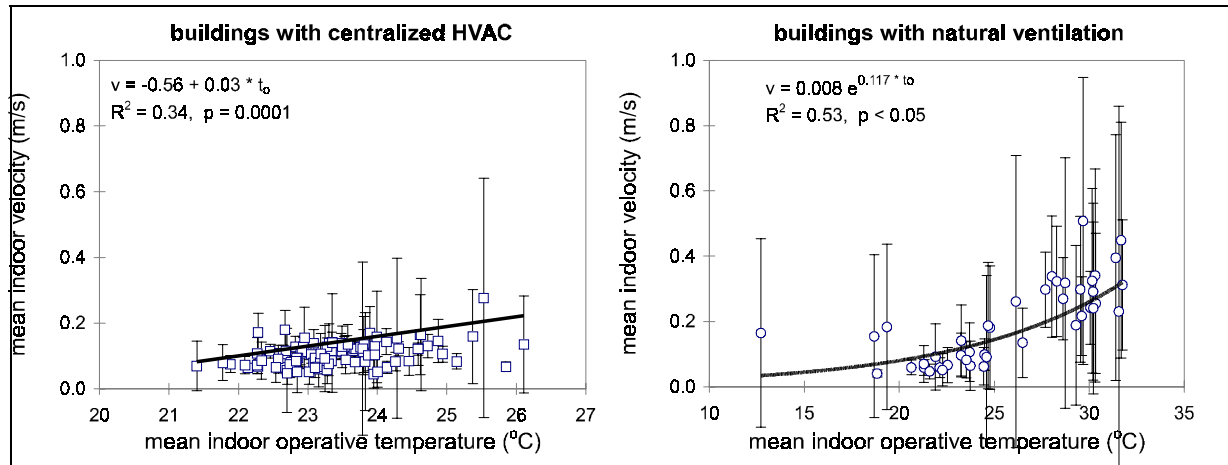 buildings with centralized HVAC
v = -0.56 + 0.03 * to
R² = 0.34, p = 0.0001
mean indoor velocity (m/s)
1.0
0.8
0.6
0.4
0.2
0.0
20 21 22 23 24 25 26 27
mean indoor operative temperature (°C)
buildings with natural ventilation
v = 0.008 e^0.117 * to
R² = 0.53, p < 0.05
mean indoor velocity (m/s)
1.0
0.8
0.6
0.4
0.2
0.0
10 15 20 25 30 35
mean indoor operative temperature (°C)